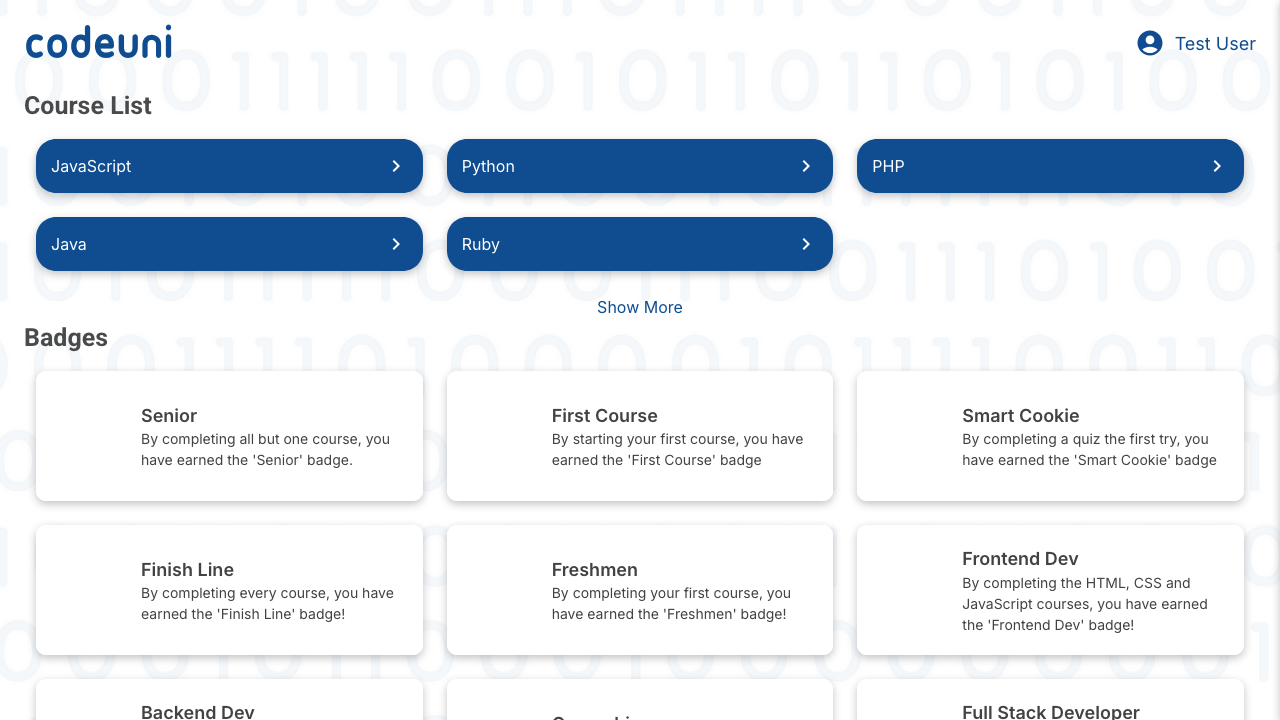 codeuni
Test User
Course List
JavaScript
Python
PHP
Java
Ruby
Show More
Badges
Senior
By completing all but one course, you
have earned the 'Senior' badge.
First Course
By starting your first course, you have
earned the 'First Course' badge
Smart Cookie
By completing a quiz the first try, you
have earned the 'Smart Cookie' badge
Finish Line
By completing every course, you have
earned the 'Finish Line' badge!
Freshmen
By completing your first course, you
have earned the 'Freshmen' badge!
Frontend Dev
By completing the HTML, CSS and
JavaScript courses, you have earned
the 'Frontend Dev' badge!
Backend Dev
Full Stack Developer